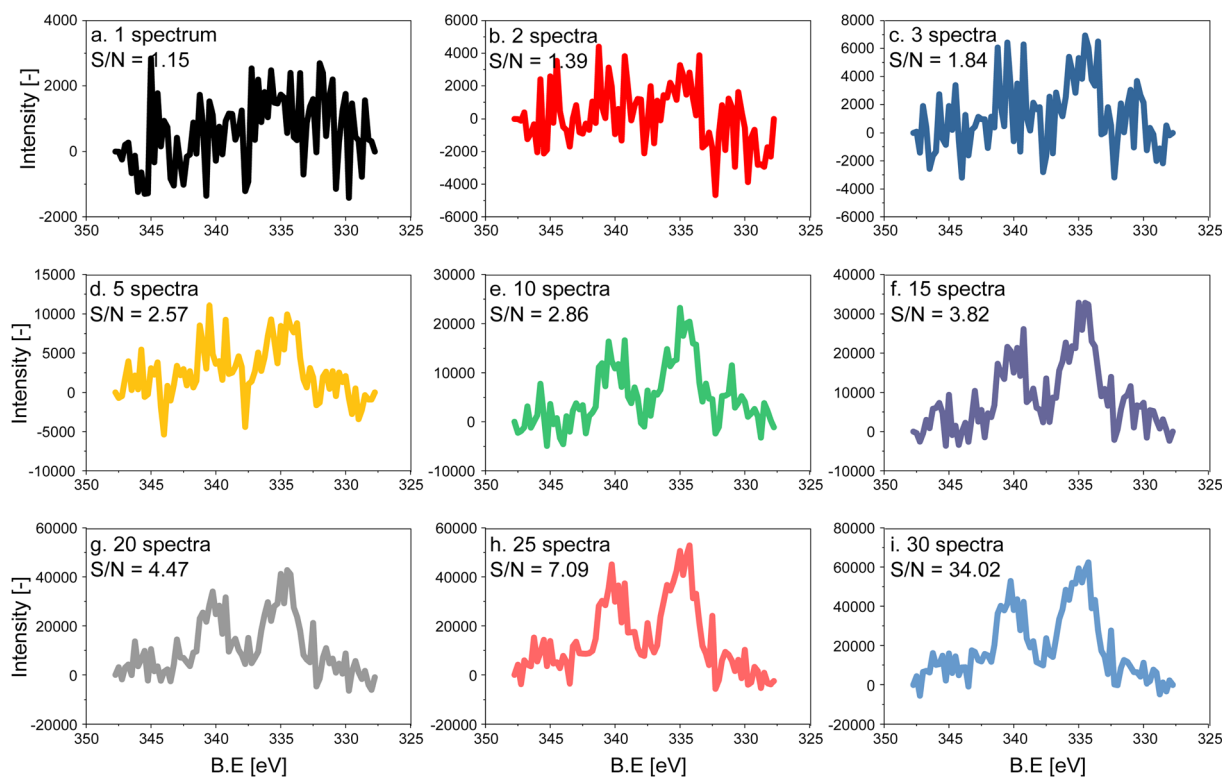 a. 1 spectrum
S/N = 1.15
4000
2000
0
-2000
350 345 340 335 330 325
Intensity [-]
b. 2 spectra
S/N = 1.39
6000
4000
2000
0
-2000
-4000
-6000
350 345 340 335 330 325
c. 3 spectra
S/N = 1.84
8000
6000
4000
2000
0
-2000
-4000
-6000
350 345 340 335 330 325
d. 5 spectra
S/N = 2.57
15000
10000
5000
0
-5000
-10000
350 345 340 335 330 325
Intensity [-]
e. 10 spectra
S/N = 2.86
30000
20000
10000
0
-10000
350 345 340 335 330 325
f. 15 spectra
S/N = 3.82
40000
30000
20000
10000
0
-10000
350 345 340 335 330 325
g. 20 spectra
S/N = 4.47
60000
40000
20000
0
-20000
350 345 340 335 330 325
Intensity [-]
B.E [eV]
h. 25 spectra
S/N = 7.09
60000
40000
20000
0
-20000
350 345 340 335 330 325
B.E [eV]
i. 30 spectra
S/N = 34.02
80000
60000
40000
20000
0
-20000
350 345 340 335 330 325
B.E [eV]